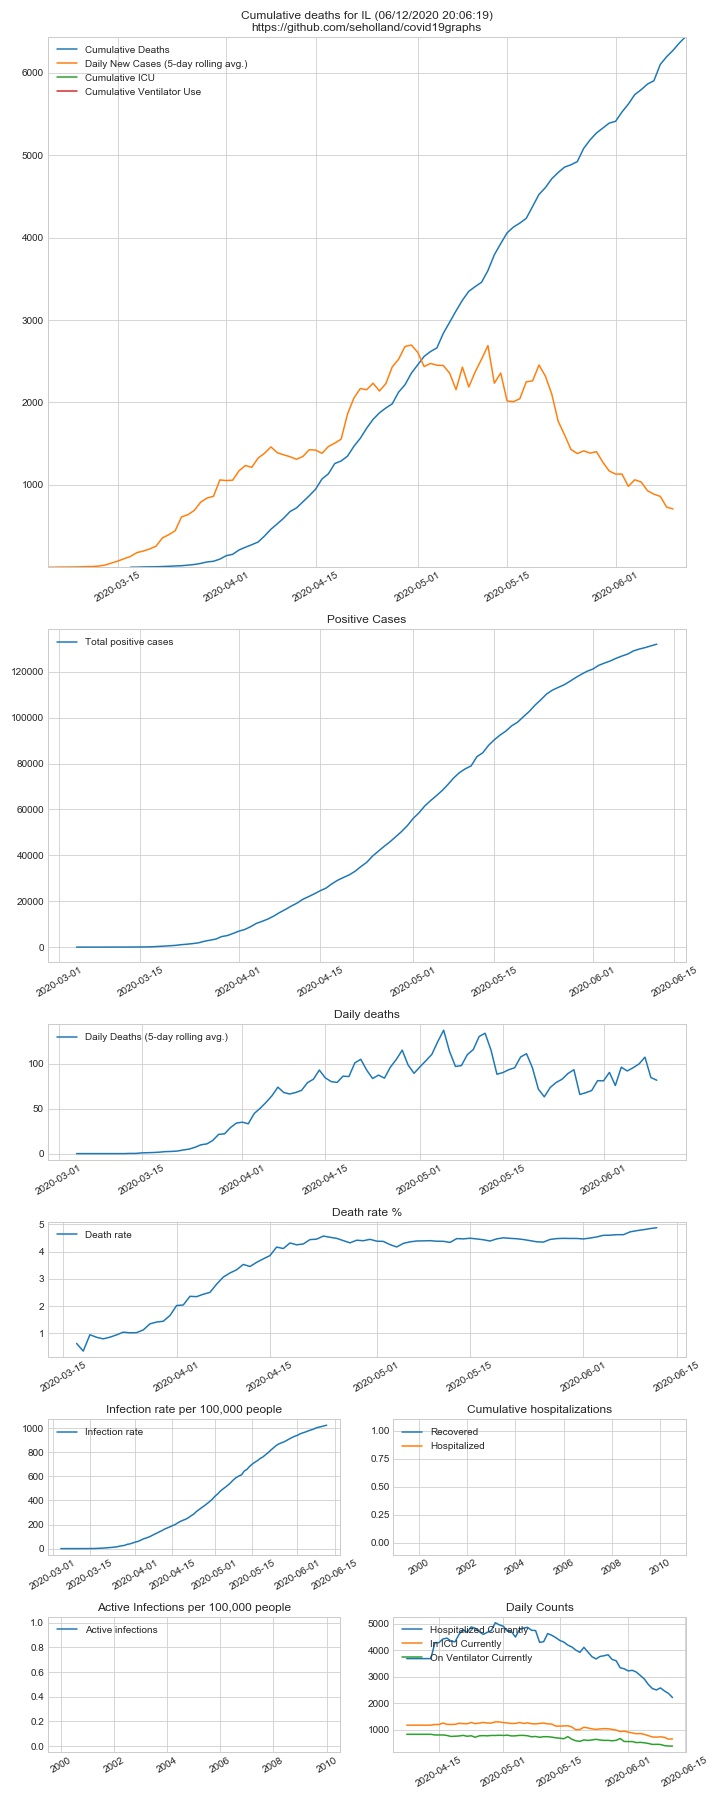 Cumulative deaths for IL (06/12/2020 20:06:19)
https://github.com/seholland/covid19graphs
Cumulative Deaths
Daily New Cases (5-day rolling avg.)
Cumulative ICU
Cumulative Ventilator Use
6000
5000
4000
3000
2000
1000
2020-03-15 2020-04-01 2020-04-15 2020-05-01 2020-05-15 2020-06-01
Positive Cases
Total positive cases
120000
100000
80000
60000
40000
20000
0
2020-03-01 2020-03-15 2020-04-01 2020-04-15 2020-05-01 2020-05-15 2020-06-01 2020-06-15
Daily deaths
Daily Deaths (5-day rolling avg.)
100
50
0
2020-03-01 2020-03-15 2020-04-01 2020-04-15 2020-05-01 2020-05-15 2020-06-01
Death rate %
Death rate
5
4
3
2
1
2020-03-15 2020-04-01 2020-04-15 2020-05-01 2020-05-15 2020-06-01 2020-06-15
Infection rate per 100,000 people
Infection rate
1000
800
600
400
200
0
2020-03-01 2020-03-15 2020-04-01 2020-04-15 2020-05-01 2020-05-15 2020-06-01 2020-06-15
Cumulative hospitalizations
Recovered
Hospitalized
1.00
0.75
0.50
0.25
0.00
2000 2002 2004 2006 2008 2010
Active Infections per 100,000 people
Active infections
1.0
0.8
0.6
0.4
0.2
0.0
2000 2002 2004 2006 2008 2010
Daily Counts
Hospitalized Currently
In ICU Currently
On Ventilator Currently
5000
4000
3000
2000
1000
2020-04-15 2020-05-01 2020-05-15 2020-06-01 2020-06-15